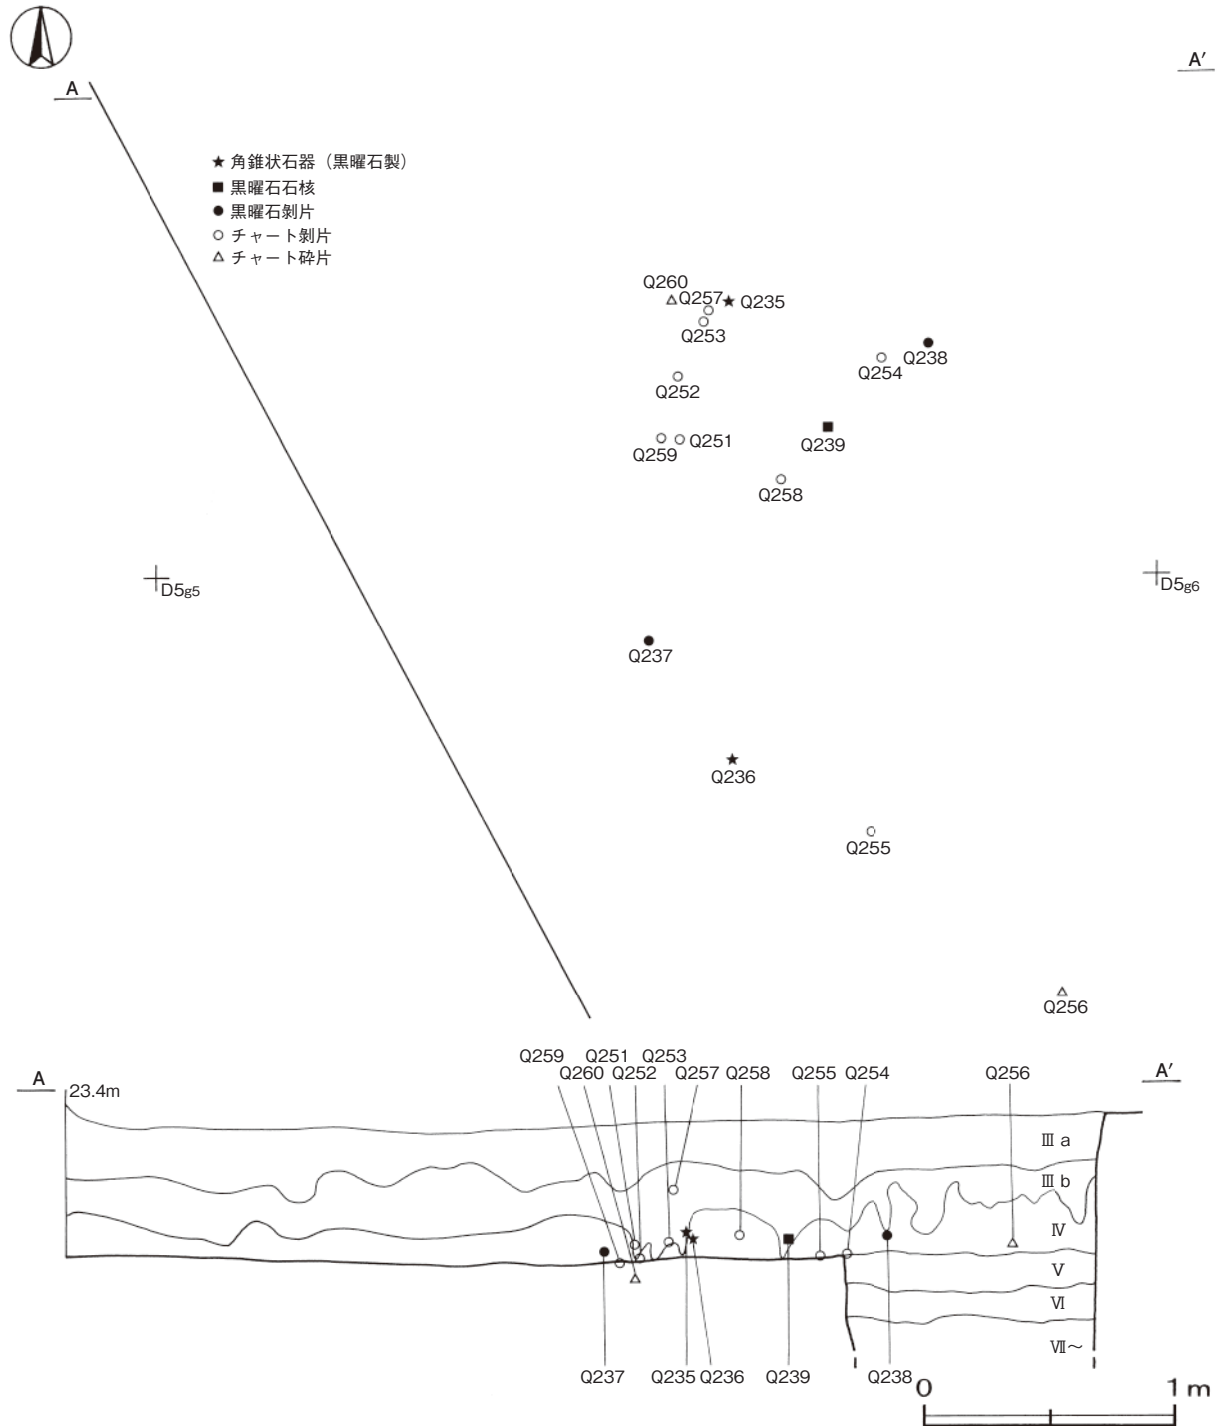 A
A′
★ 角錐状石器（黒曜石製）
■ 黒曜石石核
● 黒曜石剝片
○ チャート剝片
△ チャート砕片
Q260
Q257
Q235
Q253
Q238
Q254
Q252
Q251
Q259
Q239
Q258
D5g5
D5g6
Q237
Q236
Q255
Q256
Q259 Q251 Q253
Q260 Q252 Q257 Q258 Q255 Q254 Q256
A
A′
23.4m
Ⅲ a
Ⅲ b
Ⅳ
Ⅴ
Ⅵ
Ⅶ～
Q237 Q235 Q236 Q239 Q238
0 1 m